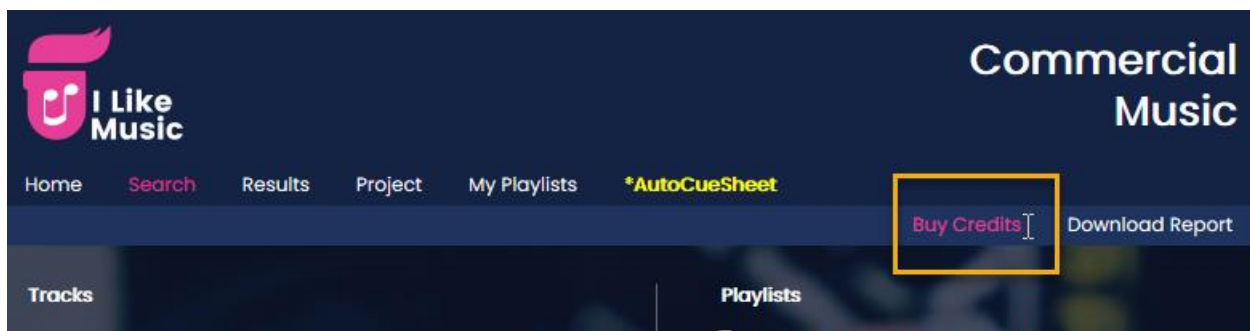 I Like
Music
Commercial
Music
Home Search Results Project My Playlists *AutoCueSheet
Buy Credits Download Report
Tracks Playlists